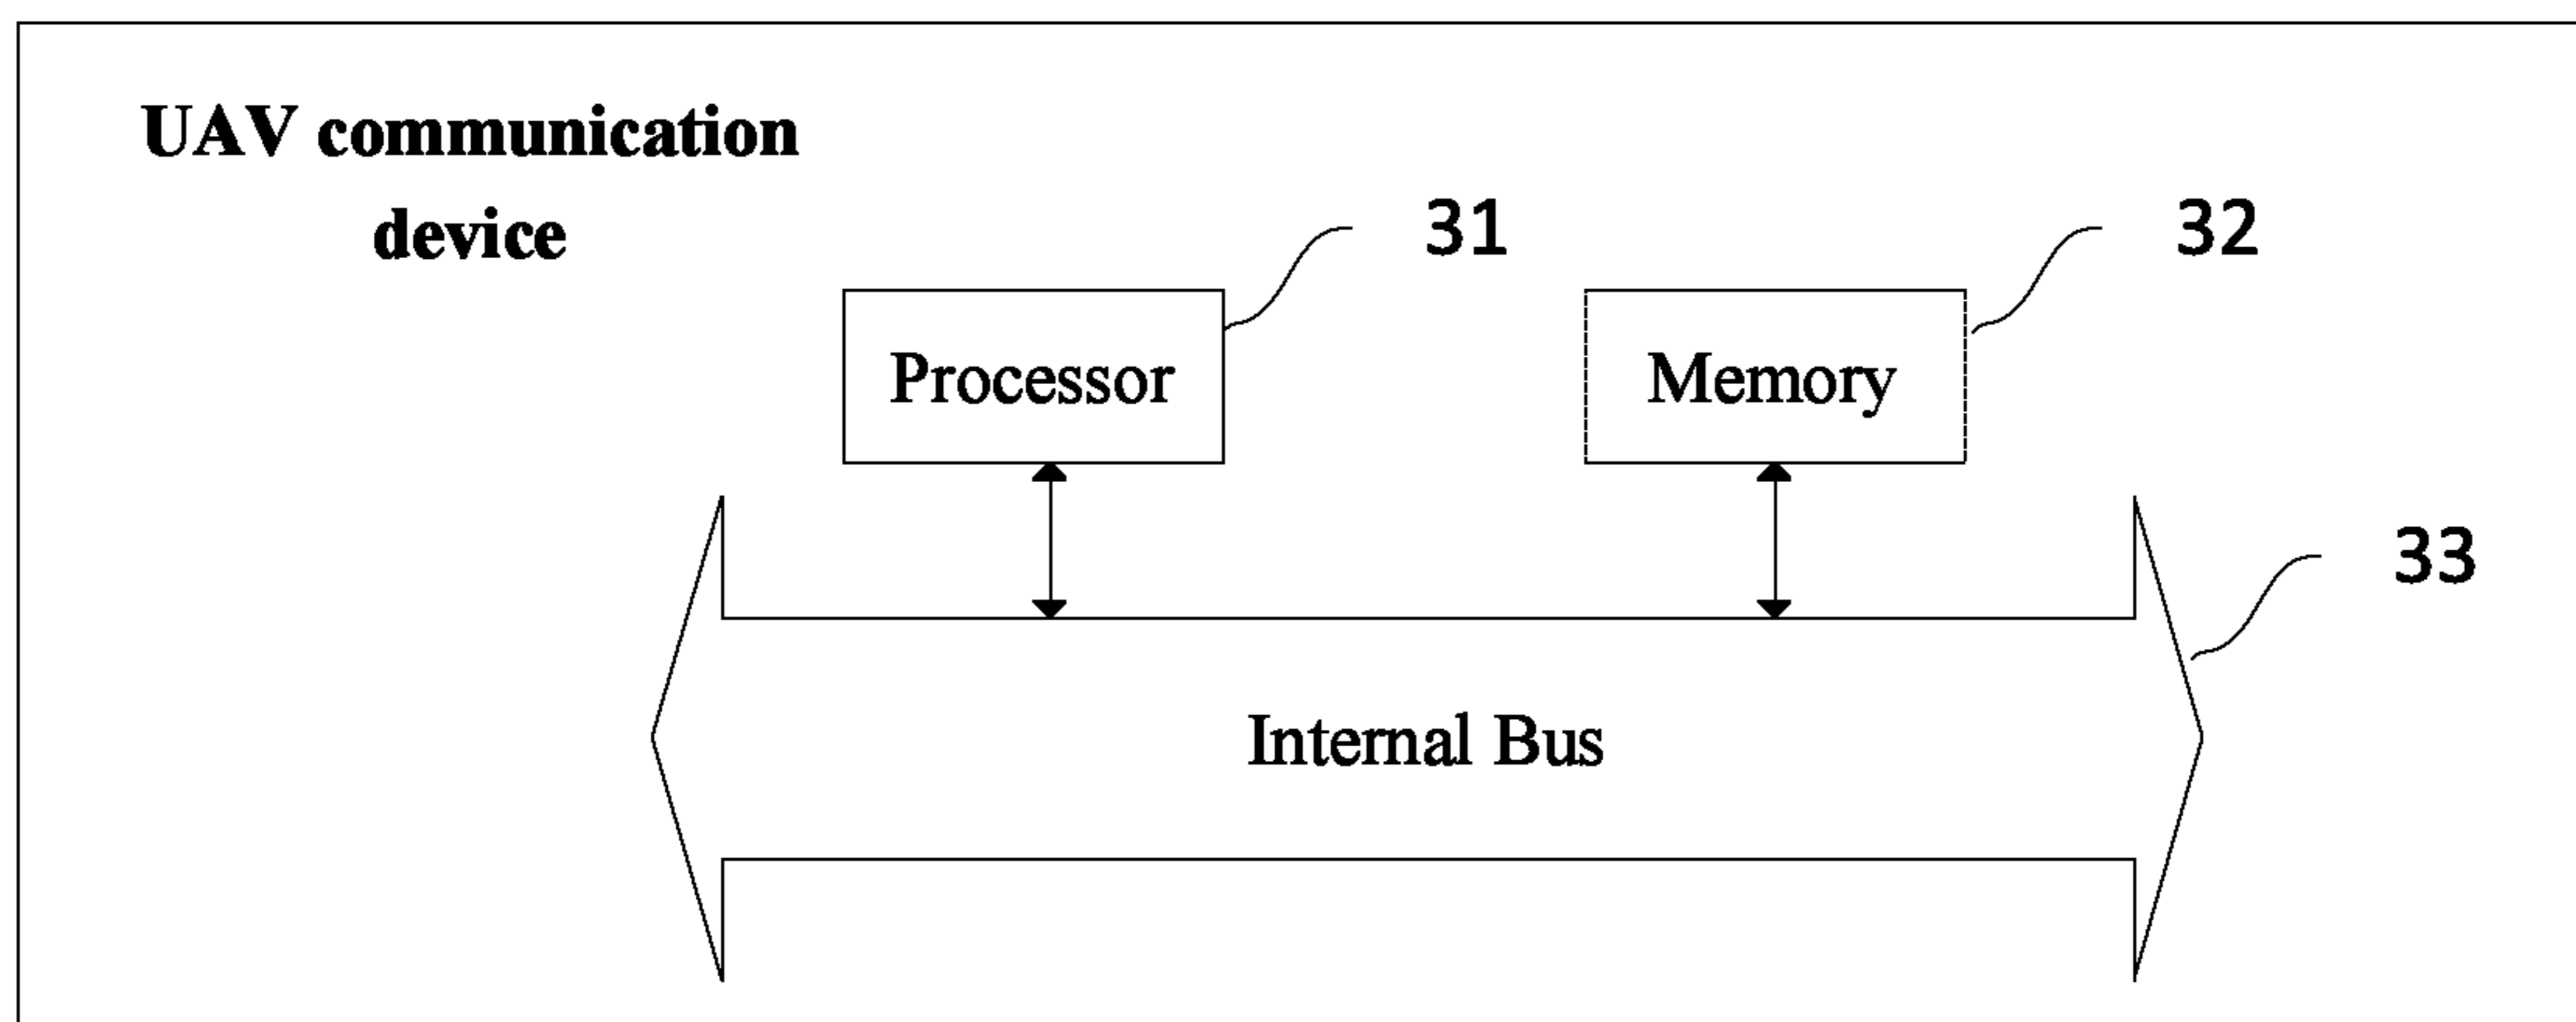 UAV communication
device
31
32
Processor
Memory
33
Internal Bus